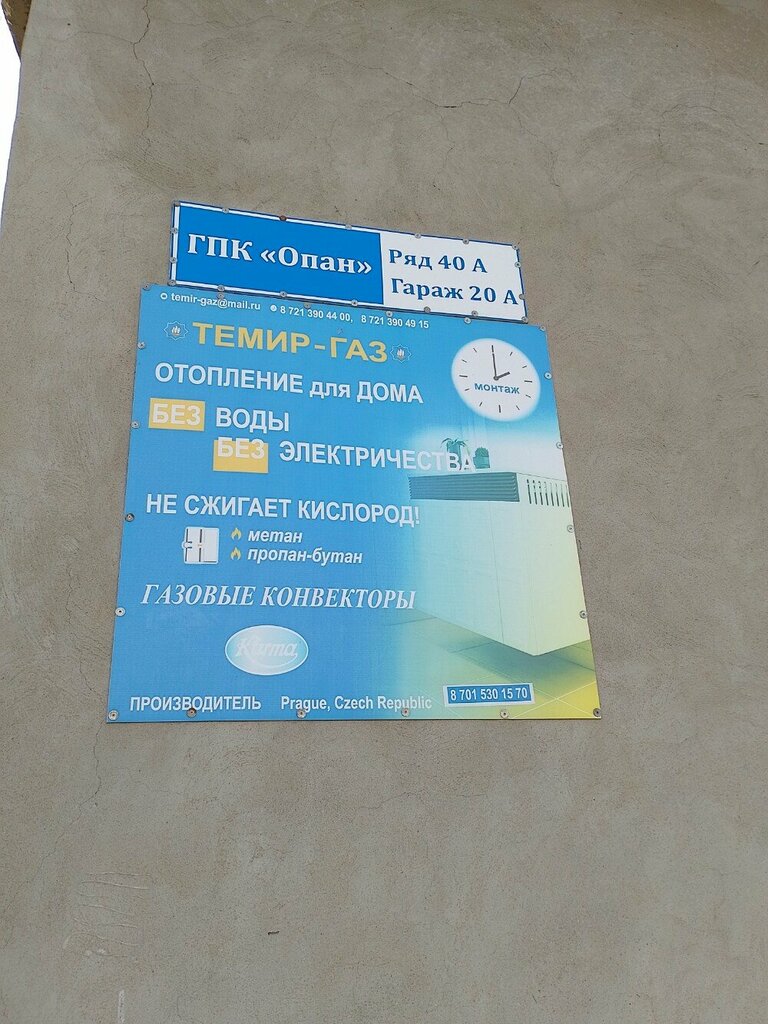 ГПК «Опан»
Ряд 40 А
Гараж 20 А
temir-gaz@mail.ru 8 721 390 44 00, 8 721 390 49 15
ТЕМИР-ГАЗ
ОТОПЛЕНИЕ для ДОМА
БЕЗ ВОДЫ
БЕЗ ЭЛЕКТРИЧЕСТВА
монтаж
НЕ СЖИГАЕТ КИСЛОРОД!
метан
пропан-бутан
ГАЗОВЫЕ КОНВЕКТОРЫ
Karma
ПРОИЗВОДИТЕЛЬ Prague, Czech Republic
8 701 530 15 70